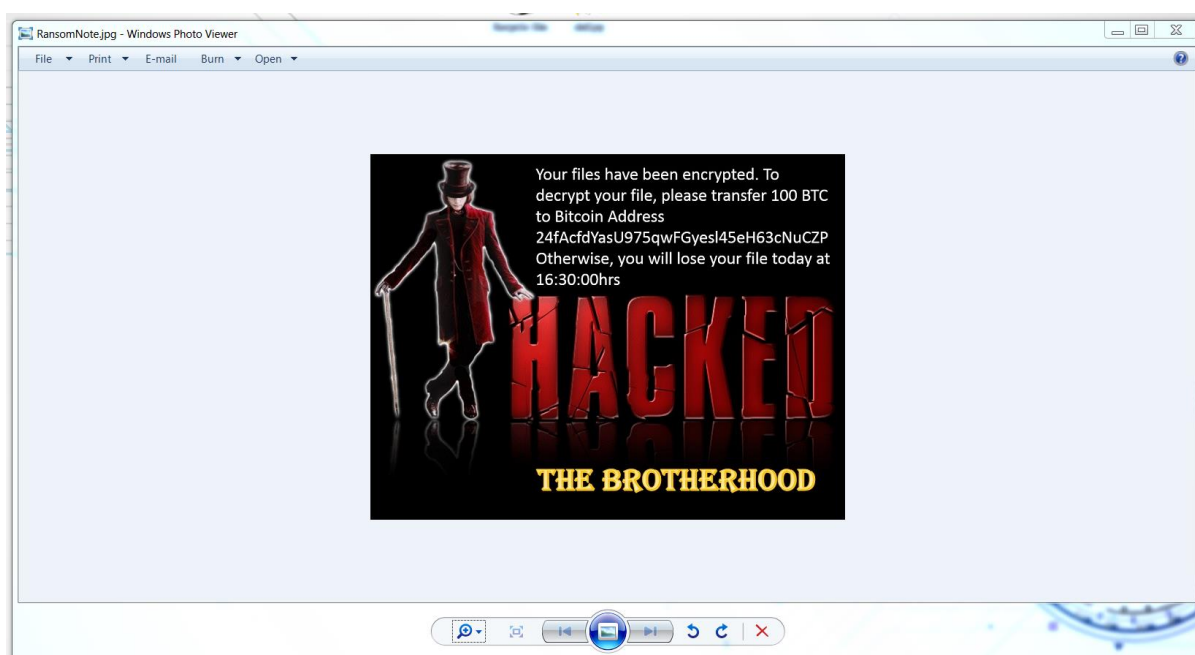 RansomNote.jpg - Windows Photo Viewer
File Print E-mail Burn Open
Your files have been encrypted. To
decrypt your file, please transfer 100 BTC
to Bitcoin Address
24fAcfdYasU975qwFGyesl45eH63cNuCZP
Otherwise, you will lose your file today at
16:30:00hrs
HACKED
THE BROTHERHOOD